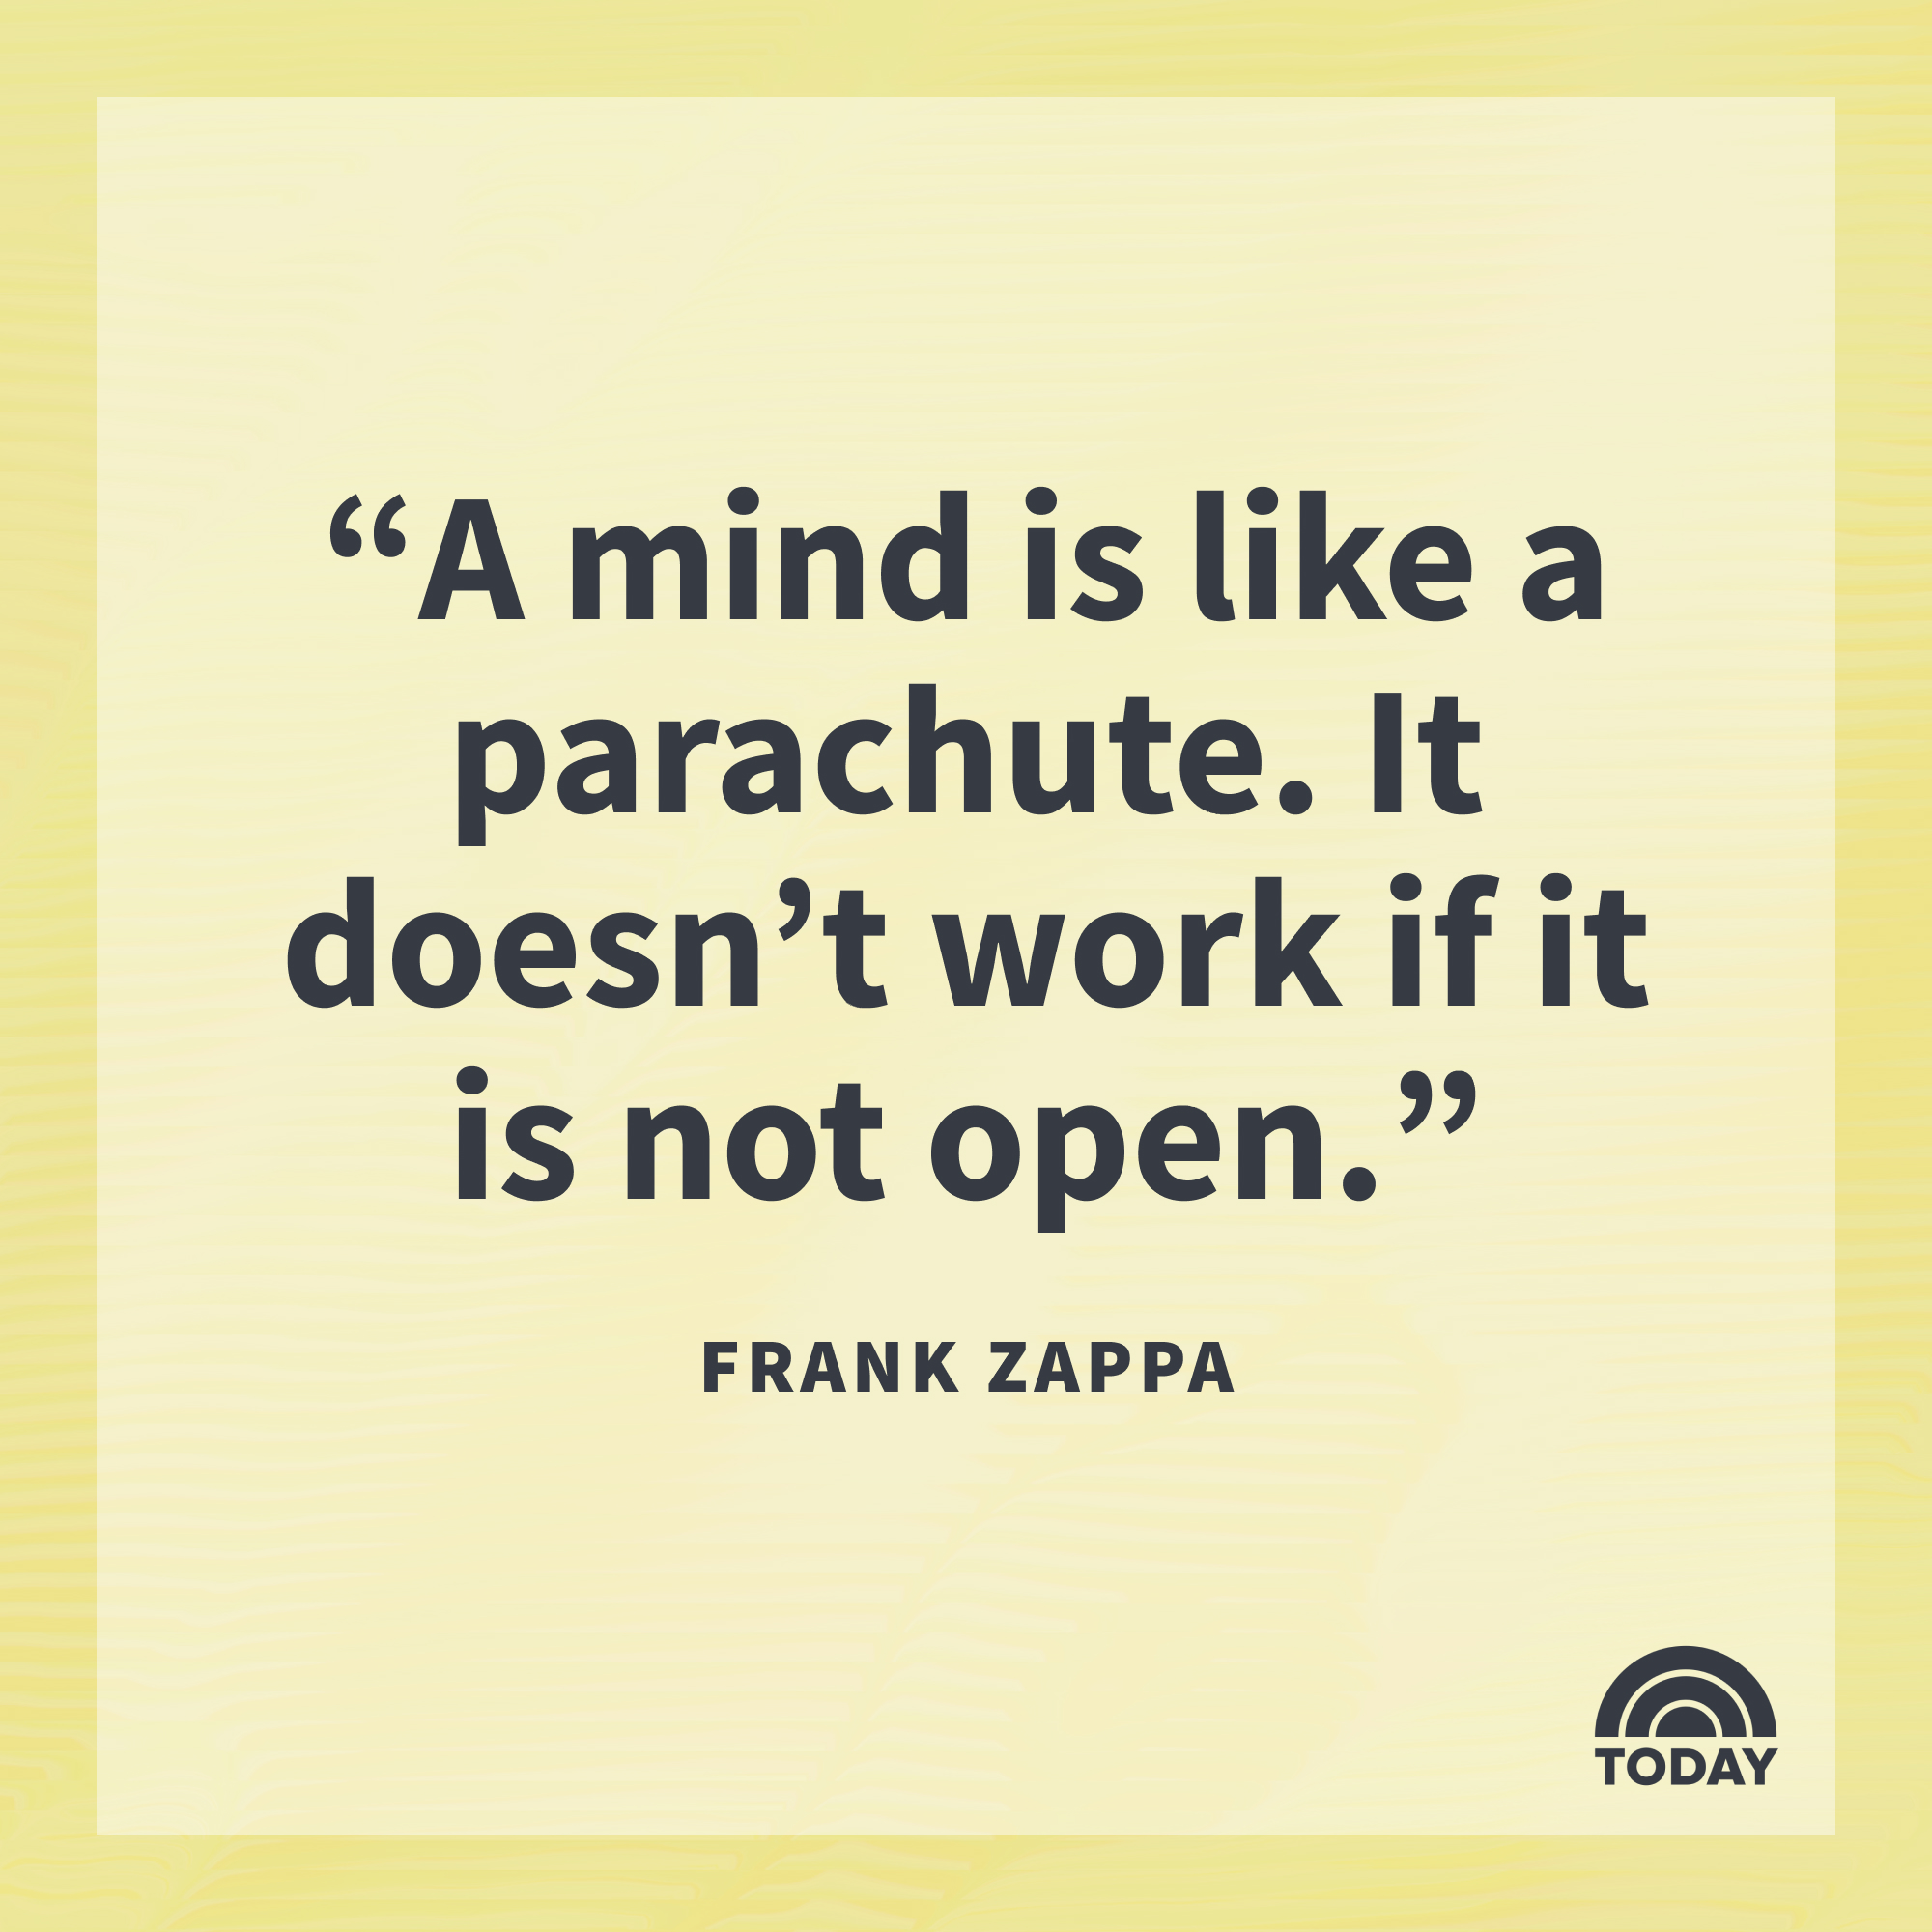 “A mind is like a
parachute. It
doesn’t work if it
is not open.”
FRANK ZAPPA
TODAY